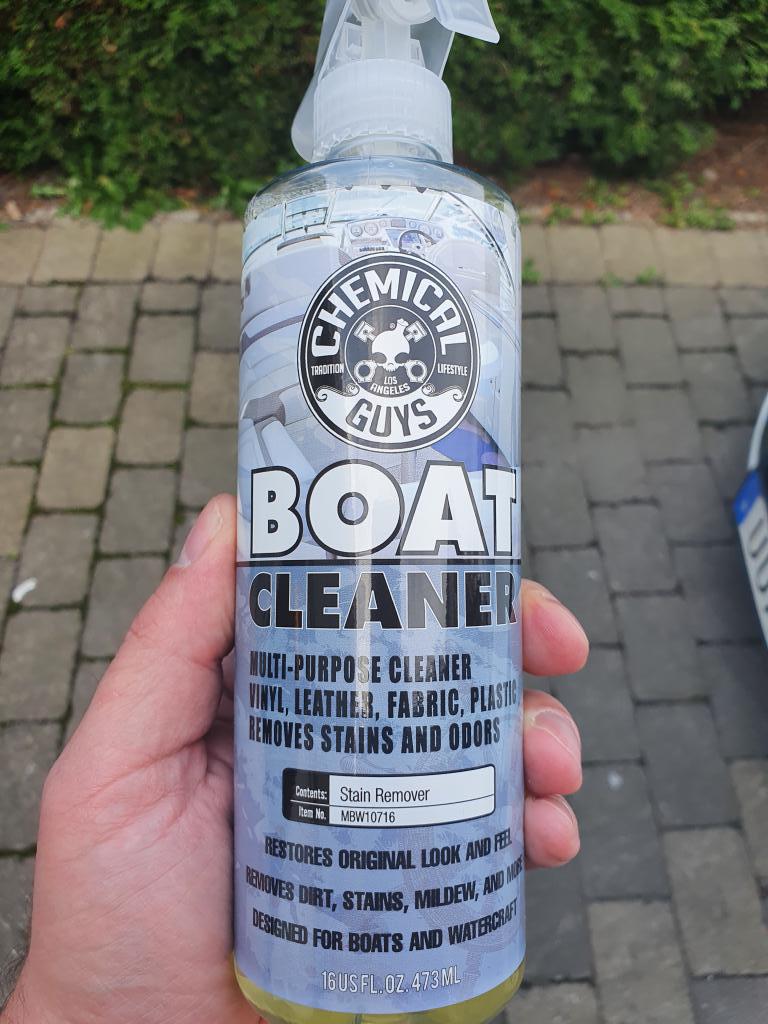 CHEMICAL
TRADITION
LIFESTYLE
LOS
ANGELES
GUYS
BOAT
CLEANER
MULTI-PURPOSE CLEANER
VINYL, LEATHER, FABRIC, PLASTIC
REMOVES STAINS AND ODORS
Contents: Stain Remover
Item No. MBW10716
RESTORES ORIGINAL LOOK AND FEEL
REMOVES DIRT, STAINS, MILDEW, AND MORE
DESIGNED FOR BOATS AND WATERCRAFT
16 US FL. OZ. 473 ML